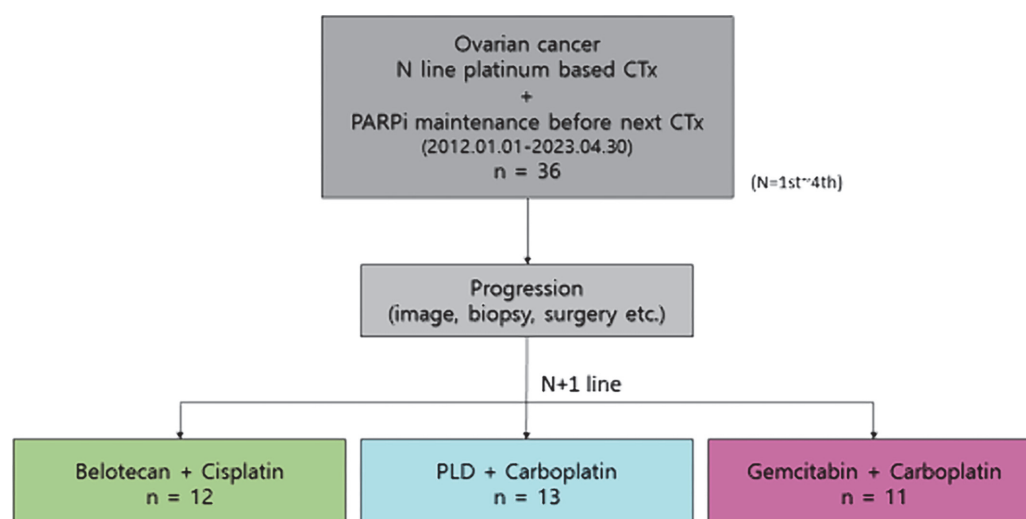 Ovarian cancer
N line platinum based CTx
+
PARPi maintenance before next CTx
(2012.01.01-2023.04.30)
n = 36
(N=1st~4th)
Progression
(image, biopsy, surgery etc.)
N+1 line
Belotecan + Cisplatin
n = 12
PLD + Carboplatin
n = 13
Gemcitabin + Carboplatin
n = 11